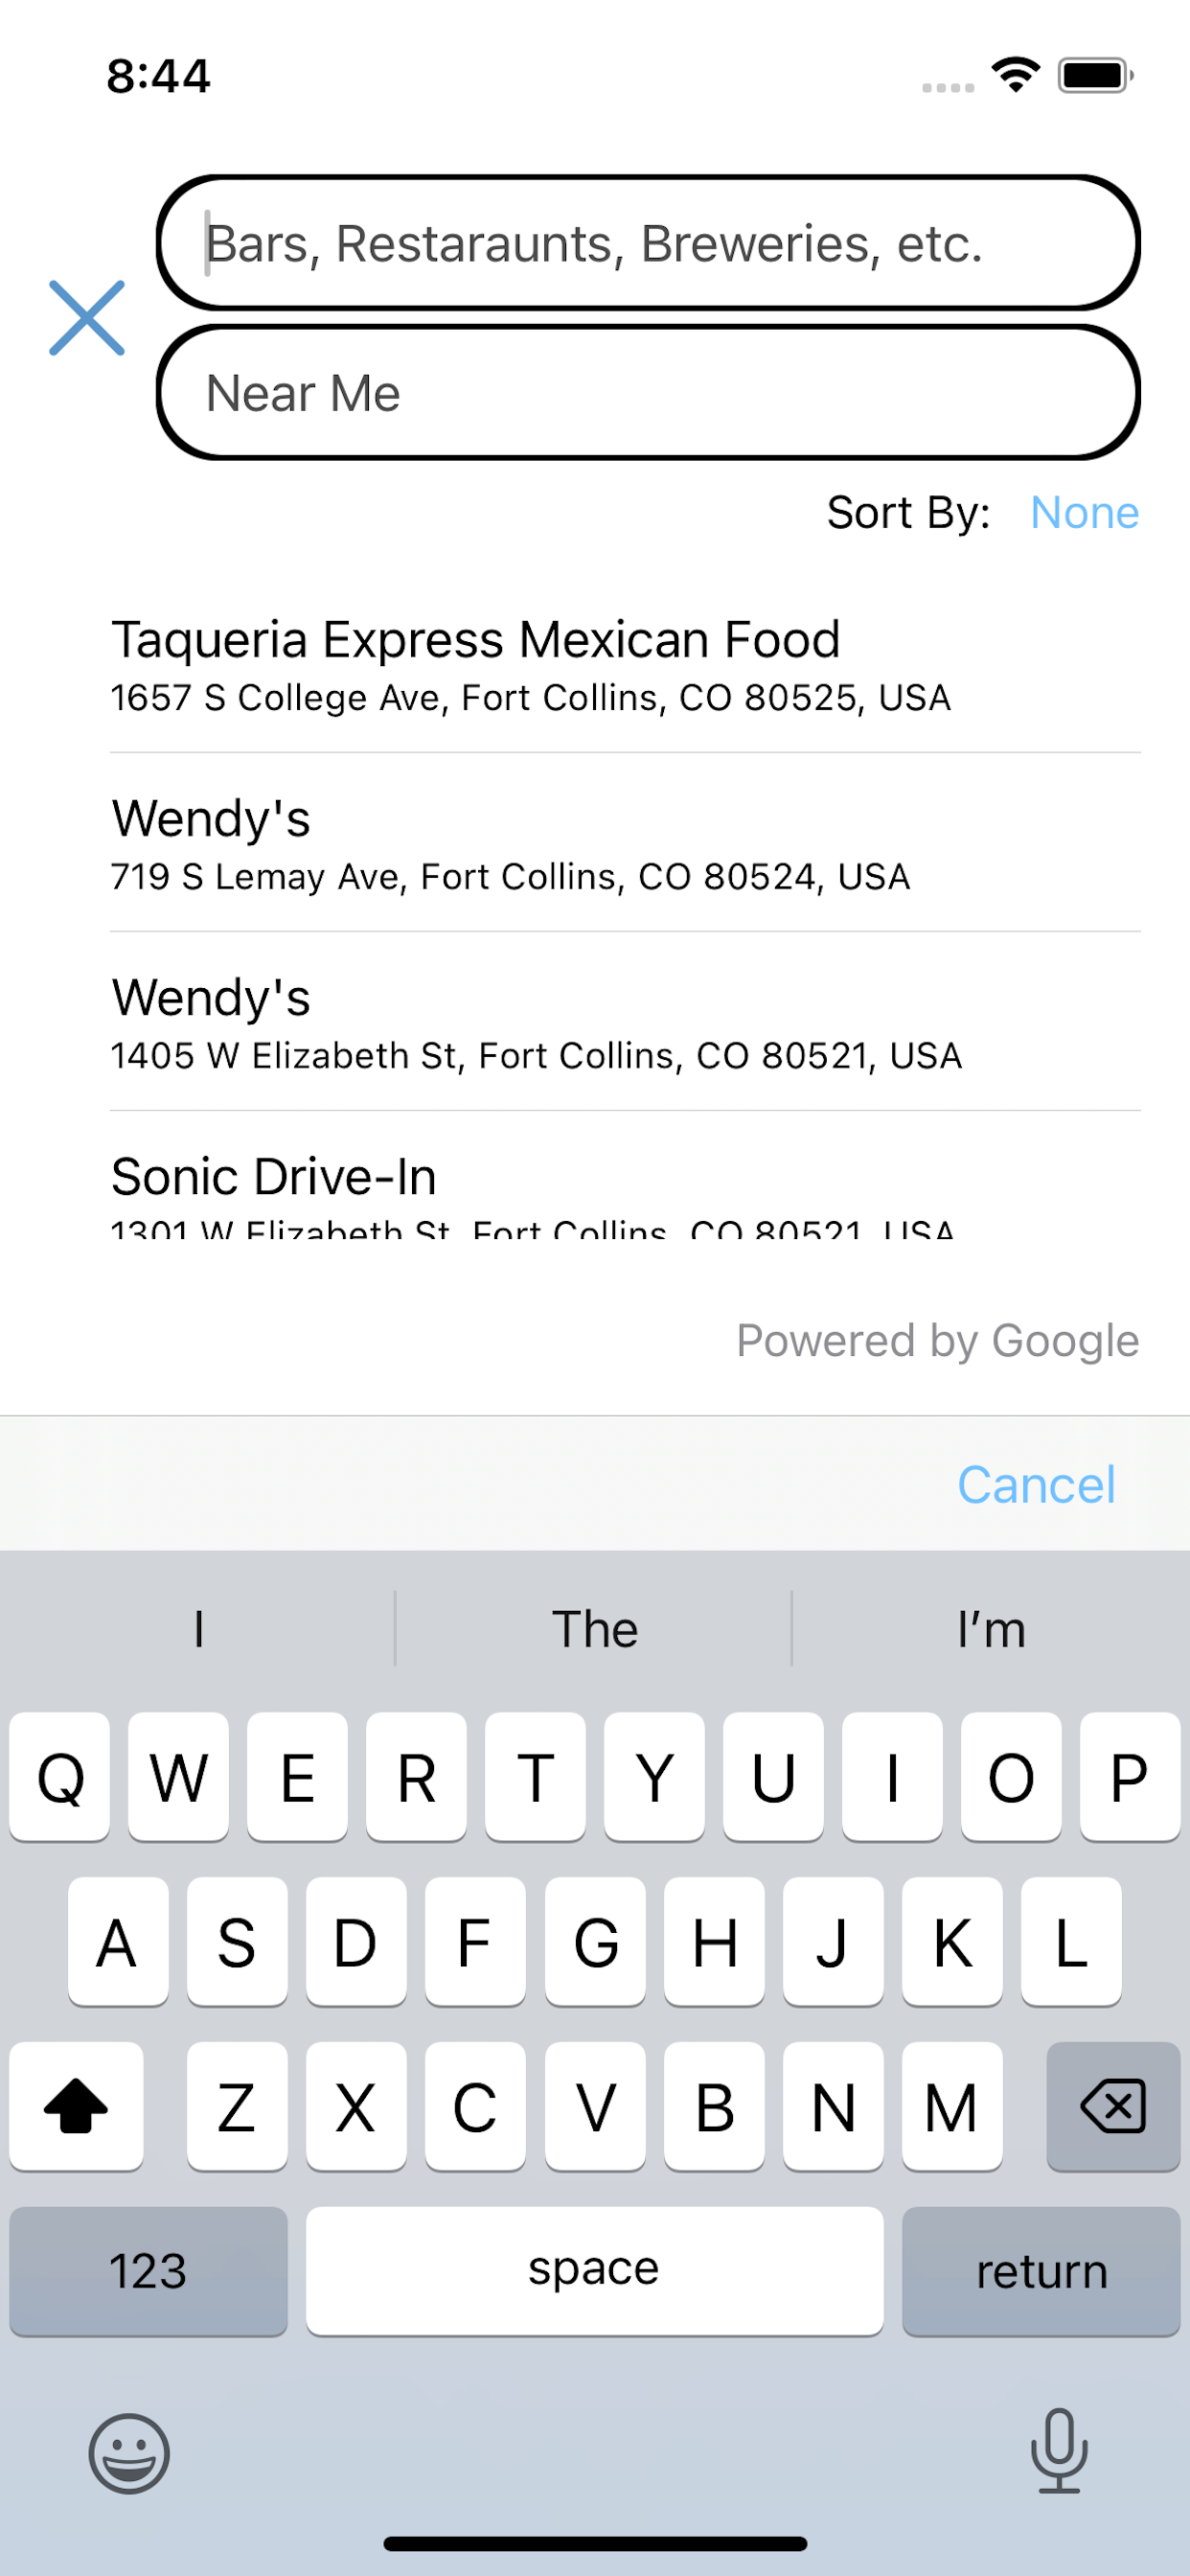 8:44
Bars, Restaraunts, Breweries, etc.
Near Me
Sort By: None
Taqueria Express Mexican Food
1657 S College Ave, Fort Collins, CO 80525, USA
Wendy's
719 S Lemay Ave, Fort Collins, CO 80524, USA
Wendy's
1405 W Elizabeth St, Fort Collins, CO 80521, USA
Sonic Drive-In
1301 W Elizabeth St, Fort Collins, CO 80521, USA
Powered by Google
Cancel
I The I’m
Q W E R T Y U I O P
A S D F G H J K L
Z X C V B N M
123 space return